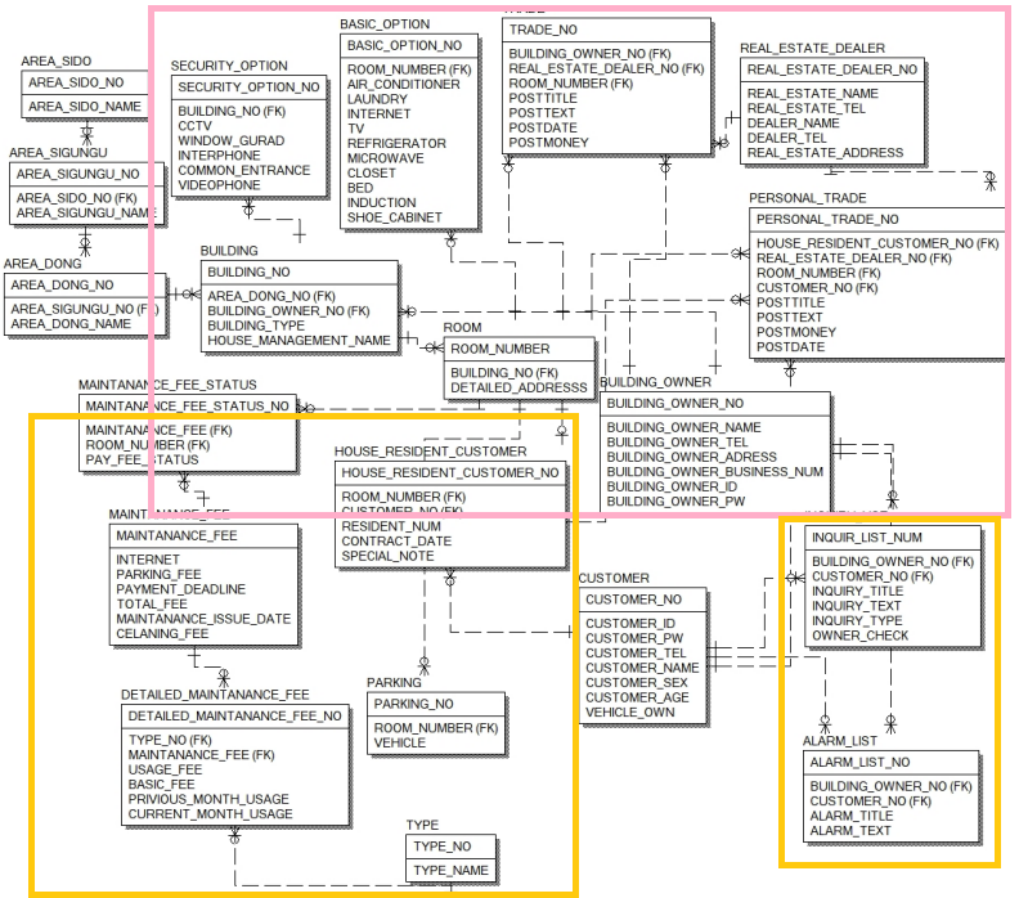 AREA_SIDO
AREA_SIDO_NO
AREA_SIDO_NAME
AREA_SIGUNGU
AREA_SIGUNGU_NO
AREA_SIDO_NO (FK)
AREA_SIGUNGU_NAME
AREA_DONG
AREA_DONG_NO
AREA_SIGUNGU_NO (FK)
AREA_DONG_NAME
SECURITY_OPTION
SECURITY_OPTION_NO
BUILDING_NO (FK)
CCTV
WINDOW_GURAD
INTERPHONE
COMMON_ENTRANCE
VIDEOPHONE
BASIC_OPTION
BASIC_OPTION_NO
ROOM_NUMBER (FK)
AIR_CONDITIONER
LAUNDRY
INTERNET
TV
REFRIGERATOR
MICROWAVE
CLOSET
BED
INDUCTION
SHOE_CABINET
TRADE_NO
BUILDING_OWNER_NO (FK)
REAL_ESTATE_DEALER_NO (FK)
ROOM_NUMBER (FK)
POSTTITLE
POSTTEXT
POSTDATE
POSTMONEY
REAL_ESTATE_DEALER
REAL_ESTATE_DEALER_NO
REAL_ESTATE_NAME
REAL_ESTATE_TEL
DEALER_NAME
DEALER_TEL
REAL_ESTATE_ADDRESS
PERSONAL_TRADE
PERSONAL_TRADE_NO
HOUSE_RESIDENT_CUSTOMER_NO (FK)
REAL_ESTATE_DEALER_NO (FK)
ROOM_NUMBER (FK)
CUSTOMER_NO (FK)
POSTTITLE
POSTTEXT
POSTMONEY
POSTDATE
BUILDING
BUILDING_NO
AREA_DONG_NO (FK)
BUILDING_OWNER_NO (FK)
BUILDING_TYPE
HOUSE_MANAGEMENT_NAME
ROOM
ROOM_NUMBER
BUILDING_NO (FK)
DETAILED_ADDRESSS
BUILDING_OWNER
BUILDING_OWNER_NO
BUILDING_OWNER_NAME
BUILDING_OWNER_TEL
BUILDING_OWNER_ADRESS
BUILDING_OWNER_BUSINESS_NUM
BUILDING_OWNER_ID
BUILDING_OWNER_PW
MAINTANANCE_FEE_STATUS
MAINTANANCE_FEE_STATUS_NO
MAINTANANCE_FEE (FK)
ROOM_NUMBER (FK)
PAY_FEE_STATUS
MAINTANANCE_FEE
MAINTANANCE_FEE
INTERNET
PARKING_FEE
PAYMENT_DEADLINE
TOTAL_FEE
MAINTANANCE_ISSUE_DATE
CELANING_FEE
HOUSE_RESIDENT_CUSTOMER
HOUSE_RESIDENT_CUSTOMER_NO
ROOM_NUMBER (FK)
CUSTOMER_NO (FK)
RESIDENT_NUM
CONTRACT_DATE
SPECIAL_NOTE
CUSTOMER
CUSTOMER_NO
CUSTOMER_ID
CUSTOMER_PW
CUSTOMER_TEL
CUSTOMER_NAME
CUSTOMER_SEX
CUSTOMER_AGE
VEHICLE_OWN
INQUIR_LIST_NUM
BUILDING_OWNER_NO (FK)
CUSTOMER_NO (FK)
INQUIRY_TITLE
INQUIRY_TEXT
INQUIRY_TYPE
OWNER_CHECK
DETAILED_MAINTANANCE_FEE
DETAILED_MAINTANANCE_FEE_NO
TYPE_NO (FK)
MAINTANANCE_FEE (FK)
USAGE_FEE
BASIC_FEE
PRIVIOUS_MONTH_USAGE
CURRENT_MONTH_USAGE
PARKING
PARKING_NO
ROOM_NUMBER (FK)
VEHICLE
TYPE
TYPE_NO
TYPE_NAME
ALARM_LIST
ALARM_LIST_NO
BUILDING_OWNER_NO (FK)
CUSTOMER_NO (FK)
ALARM_TITLE
ALARM_TEXT